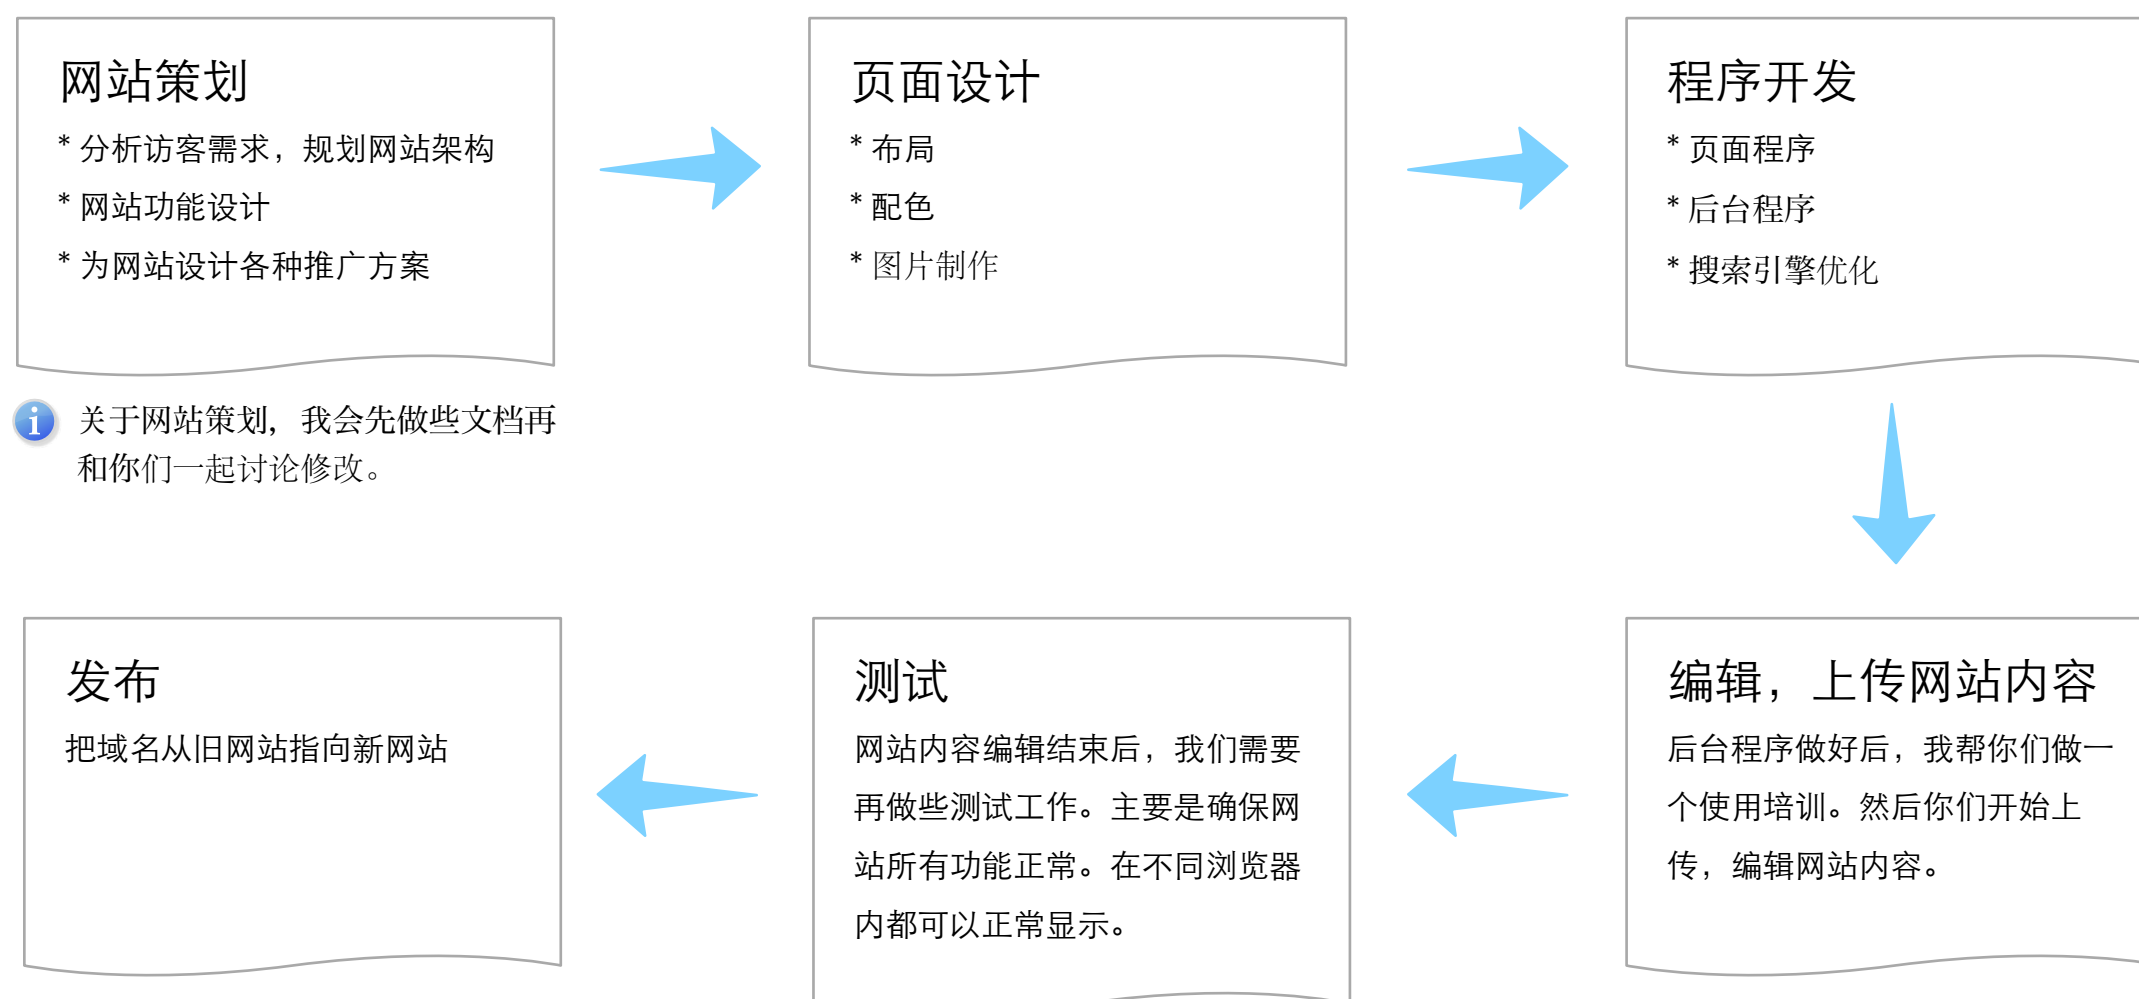 网站策划
* 分析访客需求，规划网站架构
* 网站功能设计
* 为网站设计各种推广方案
关于网站策划，我会先做些文档再
和你们一起讨论修改。
页面设计
* 布局
* 配色
* 图片制作
程序开发
* 页面程序
* 后台程序
* 搜索引擎优化
编辑，上传网站内容
后台程序做好后，我帮你们做一
个使用培训。然后你们开始上
传，编辑网站内容。
测试
网站内容编辑结束后，我们需要
再做些测试工作。主要是确保网
站所有功能正常。在不同浏览器
内都可以正常显示。
发布
把域名从旧网站指向新网站